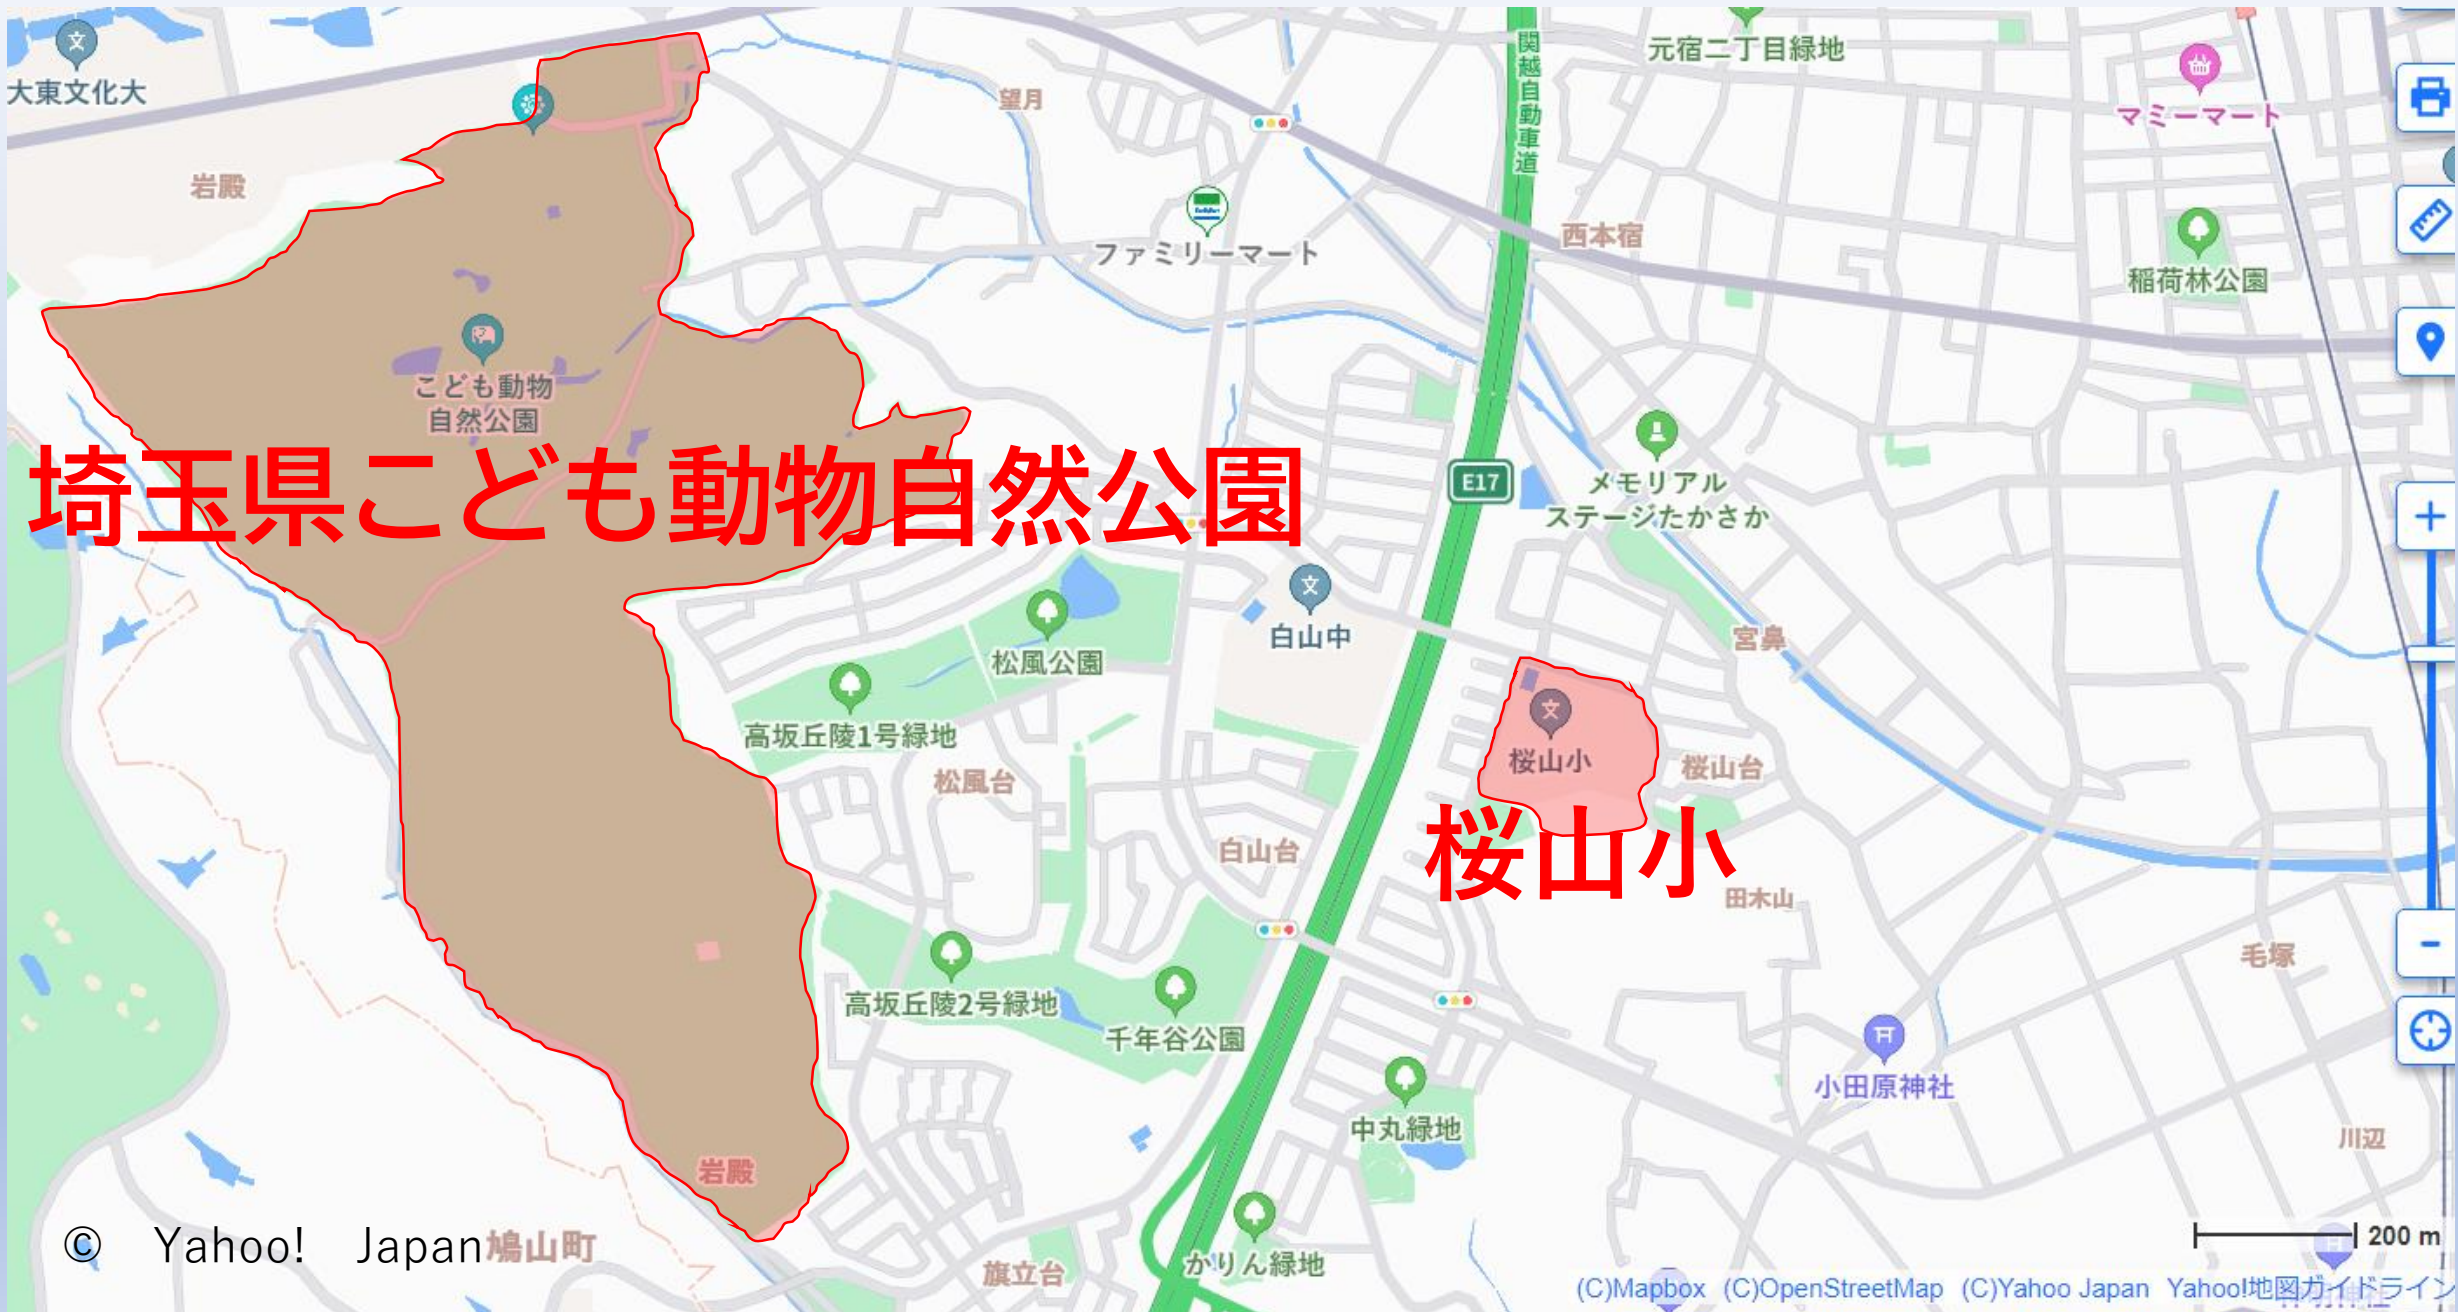 関越自動車道
元宿二丁目緑地
大東文化大
望月
マミーマート
岩殿
ファミリーマート
西本宿
稲荷林公園
こども動物
自然公園
埼玉県こども動物自然公園
E17
メモリアル
ステージたかさか
白山中
宮鼻
松風公園
高坂丘陵1号緑地
桜山小
桜山台
松風台
白山台
桜山小
田木山
毛塚
高坂丘陵2号緑地
千年谷公園
小田原神社
中丸緑地
川辺
岩殿
© Yahoo! Japan
鳩山町
かりん緑地
旗立台
200 m
(C)Mapbox (C)OpenStreetMap (C)Yahoo Japan Yahoo!地図ガイドライン